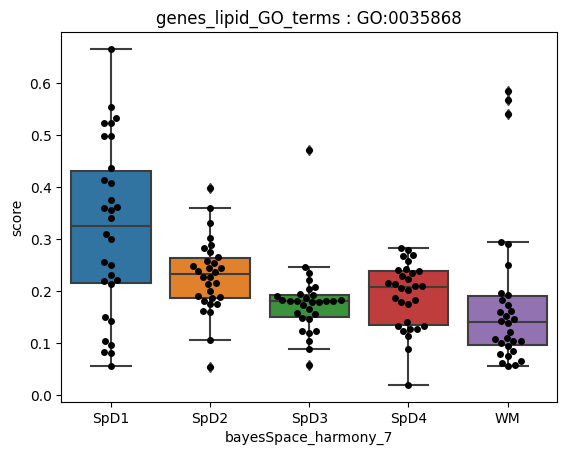 genes_lipid_GO_terms : GO:0035868
0.6
0.5
0.4
0.3
0.2
0.1
0.0
score
SpD1 SpD2 SpD3 SpD4 WM
bayesSpace_harmony_7